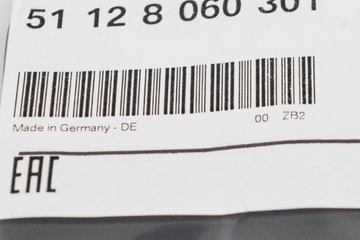 51 12 8 060 301
Made in Germany - DE
00 ZB2
EAC